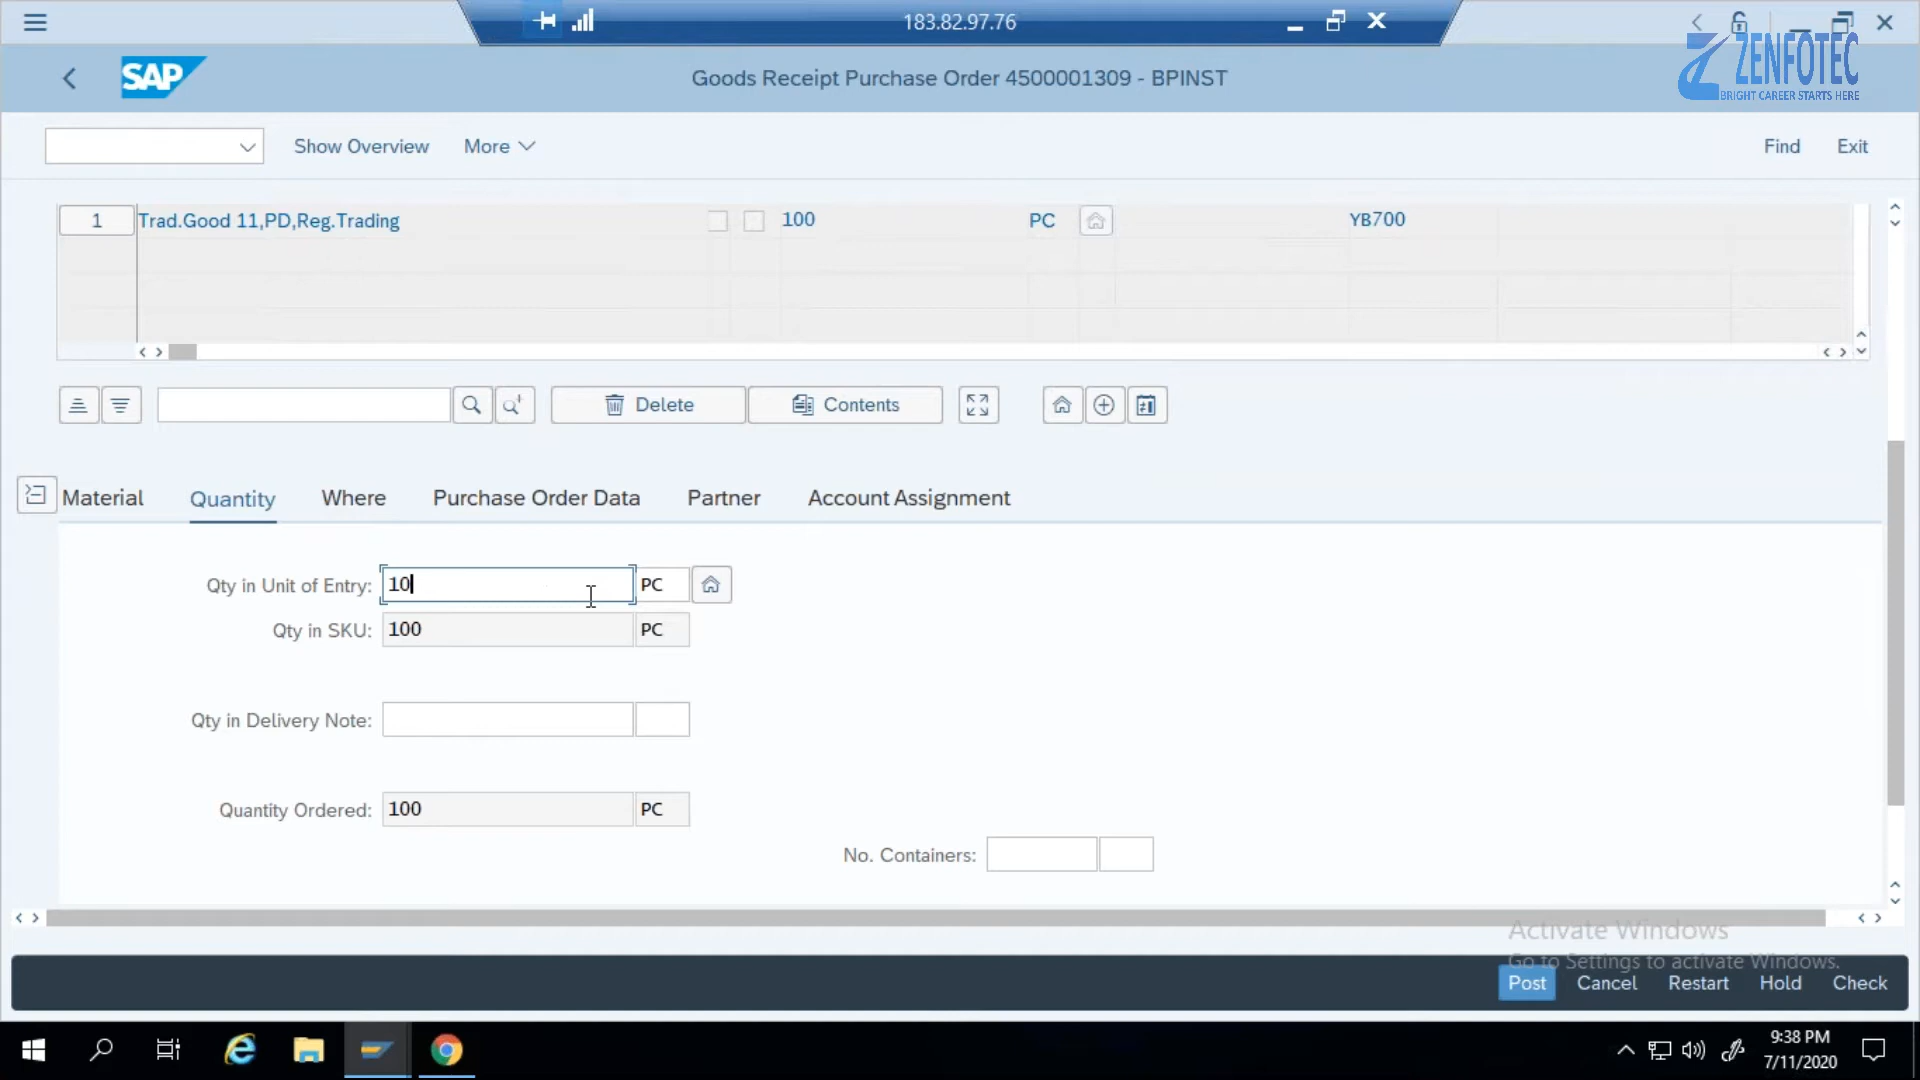 183.82.97.76
ZENFOTEC
BRIGHT CAREER STARTS HERE
SAP
Goods Receipt Purchase Order 4500001309 - BPINST
Show Overview More Find Exit
1 Trad.Good 11,PD,Reg.Trading 100 PC YB700
Delete Contents
Material Quantity Where Purchase Order Data Partner Account Assignment
Qty in Unit of Entry: 10 PC
Qty in SKU: 100 PC
Qty in Delivery Note:
Quantity Ordered: 100 PC
No. Containers:
Activate Windows
Go to Settings to activate Windows.
Post Cancel Restart Hold Check
9:38 PM
7/11/2020